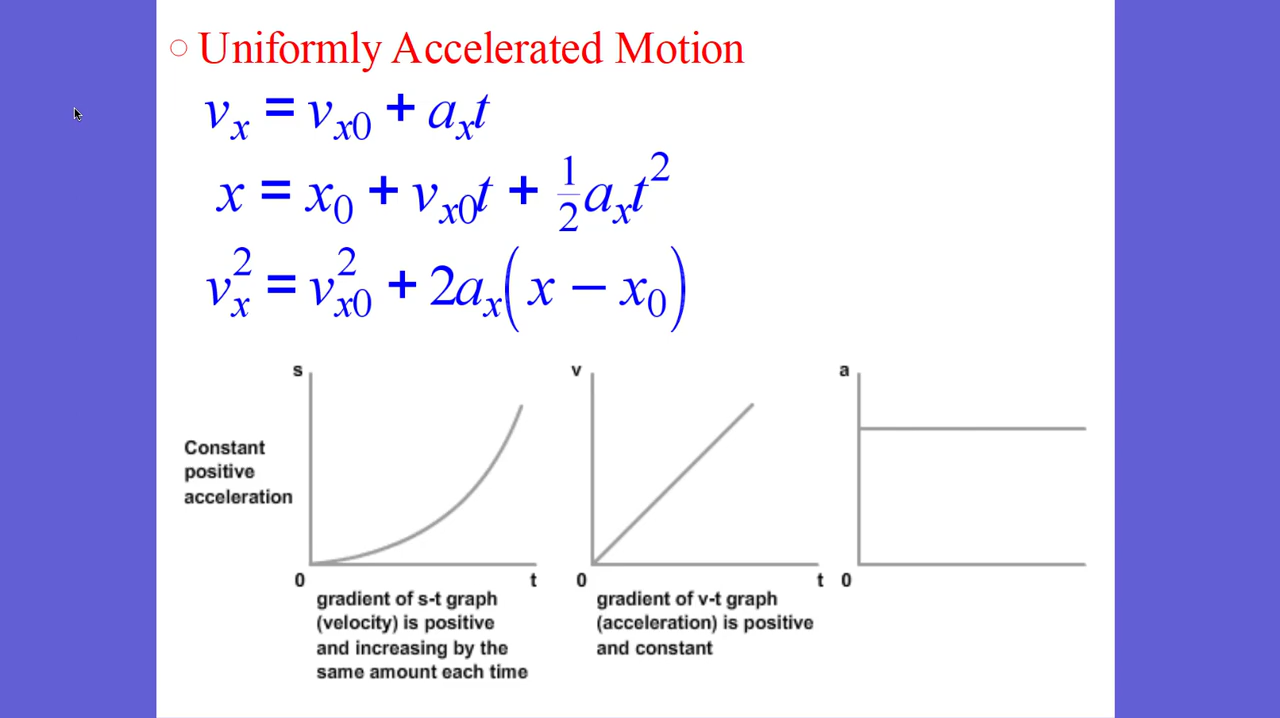 ○ Uniformly Accelerated Motion
vₓ = vₓ₀ + aₓt
x = x₀ + vₓ₀t + ½aₓt²
vₓ² = vₓ₀² + 2aₓ(x − x₀)
s v a
Constant
positive
acceleration
0 t 0 t 0
gradient of s-t graph
(velocity) is positive
and increasing by the
same amount each time
gradient of v-t graph
(acceleration) is positive
and constant